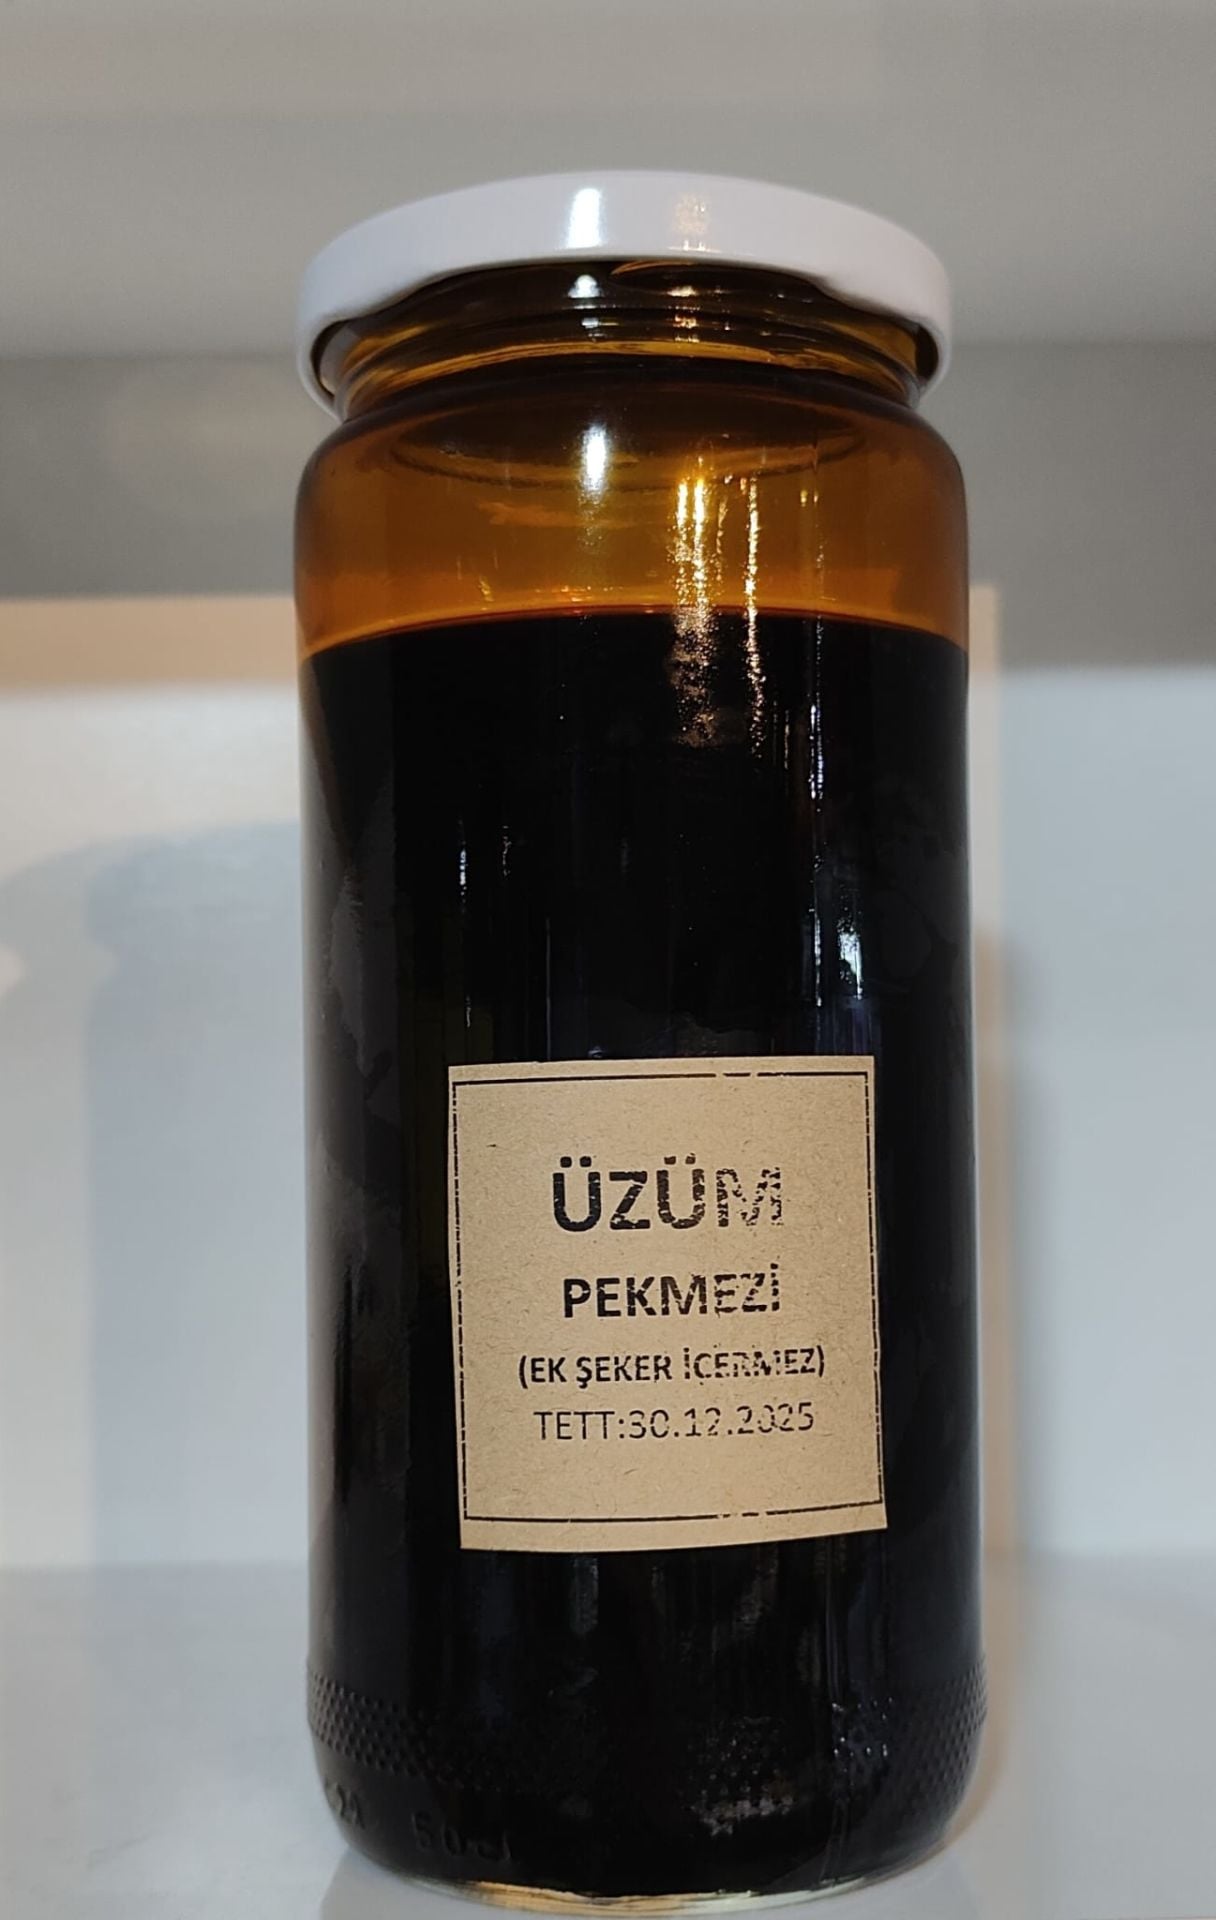 ÜZÜM
PEKMEZİ
(EK ŞEKER İÇERMEZ)
TETT:30.12.2025